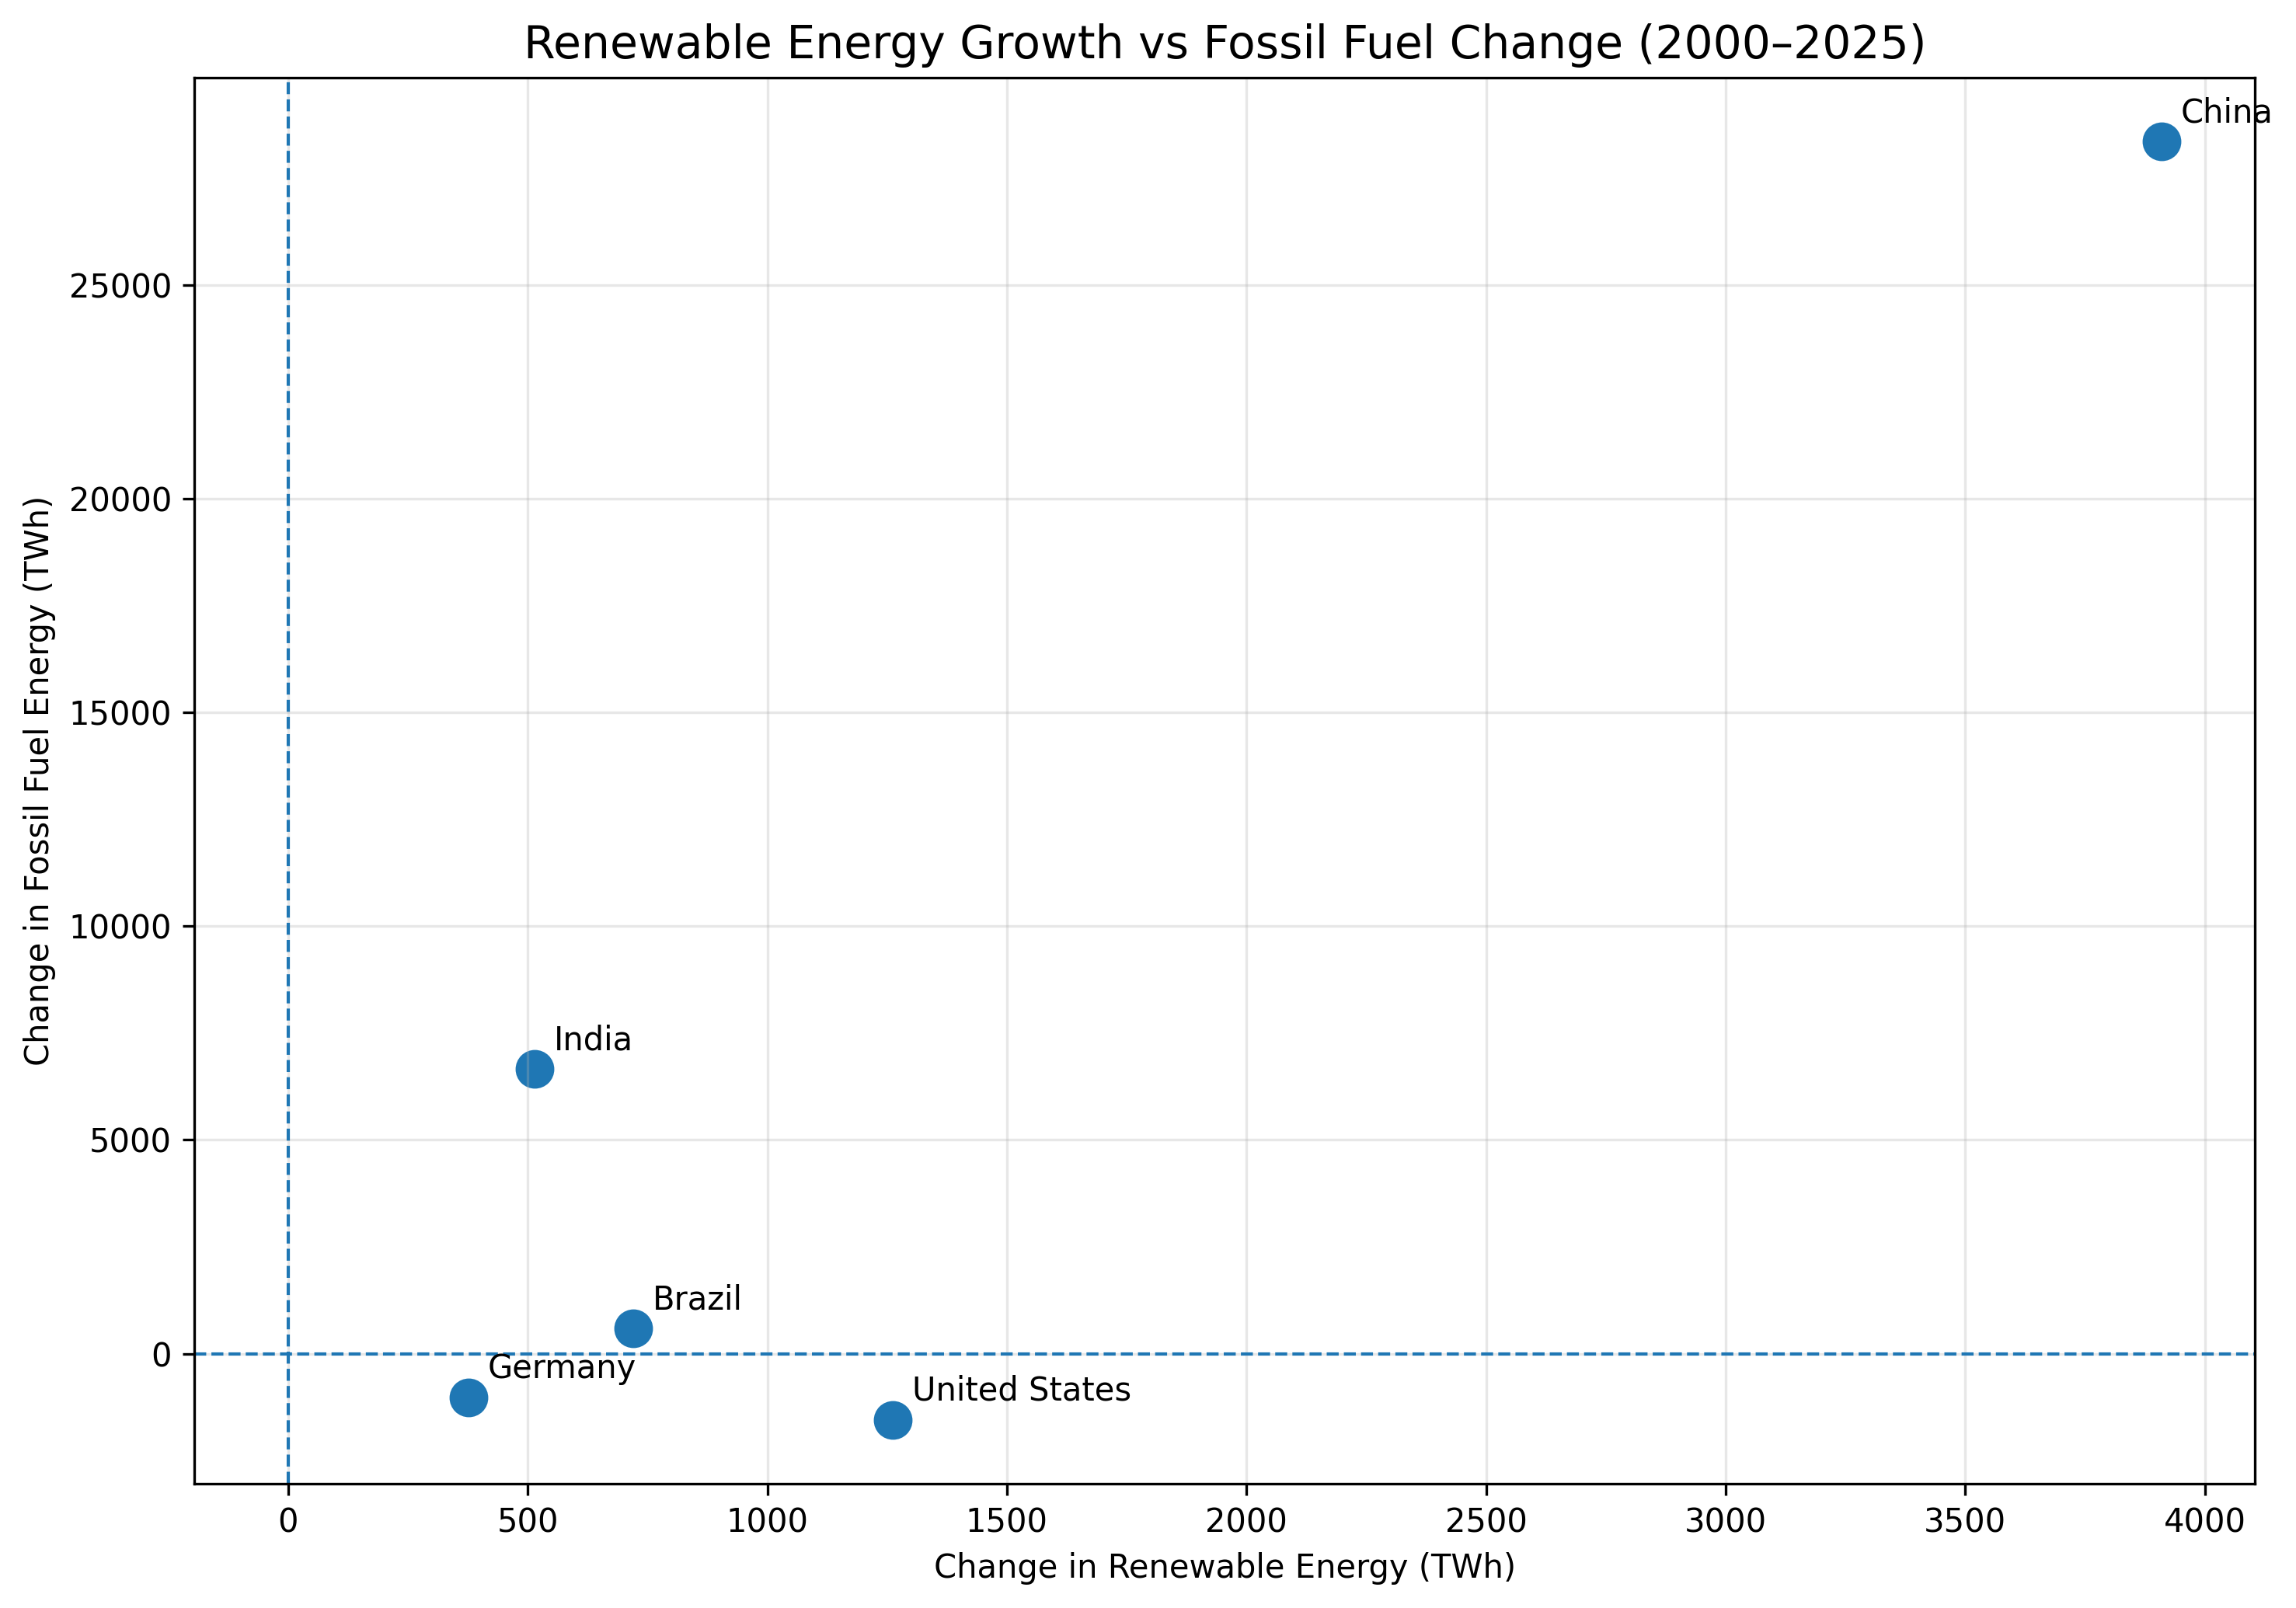 Renewable Energy Growth vs Fossil Fuel Change (2000–2025)
China
25000
20000
15000
10000
India
5000
Brazil
0
Germany
United States
0 500 1000 1500 2000 2500 3000 3500 4000
Change in Renewable Energy (TWh)
Change in Fossil Fuel Energy (TWh)